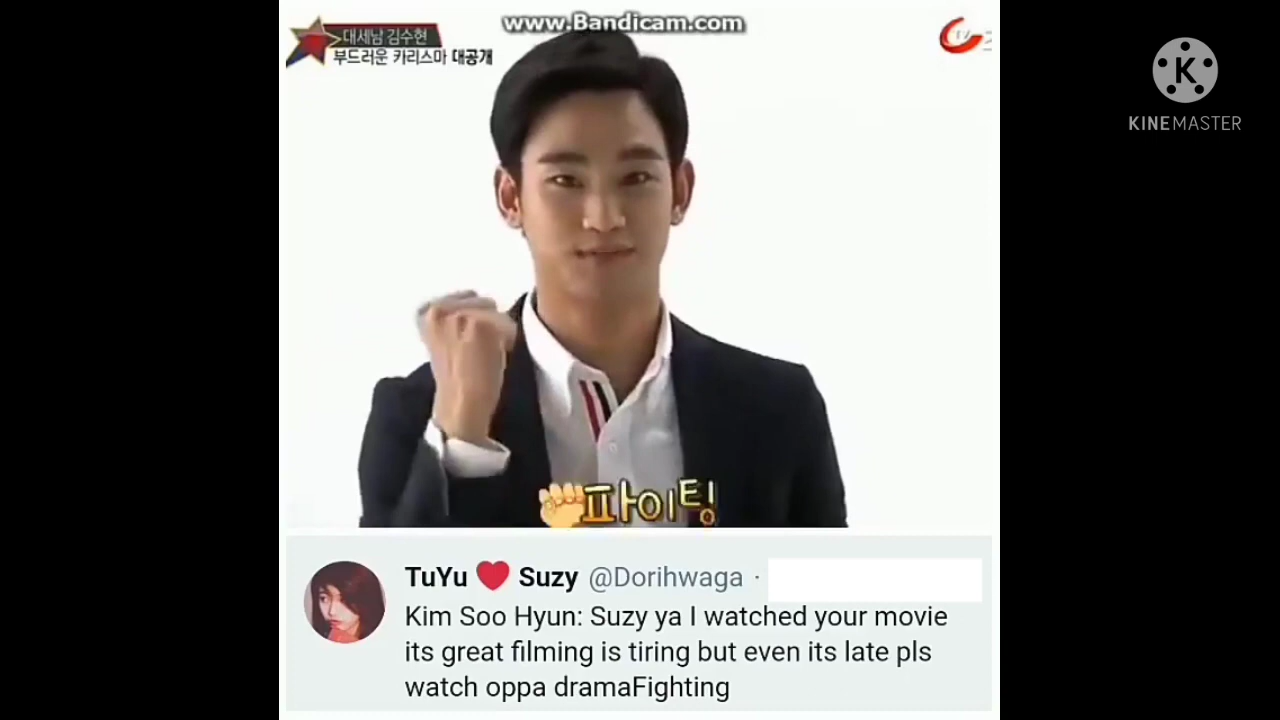 www.Bandicam.com
대세남 김수현
부드러운 카리스마 대공개
tv
K
KINEMASTER
파이팅
TuYu ❤️ Suzy @Dorihwaga ·
Kim Soo Hyun: Suzy ya I watched your movie
its great filming is tiring but even its late pls
watch oppa dramaFighting